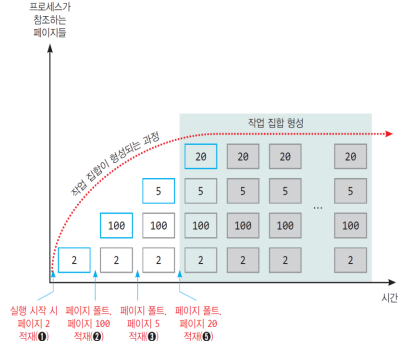 프로세스가
참조하는
페이지들
작업 집합 형성
작업 집합이 형성되는 과정
20 20 20 20
5 5 5 5 5
100 100 100 100 100 100
2 2 2 2 2 2 2
...
시간
실행 시작 시
페이지 2
적재(❶)
페이지 폴트,
페이지 100
적재(❷)
페이지 폴트,
페이지 5
적재(❸)
페이지 폴트,
페이지 20
적재(❺)